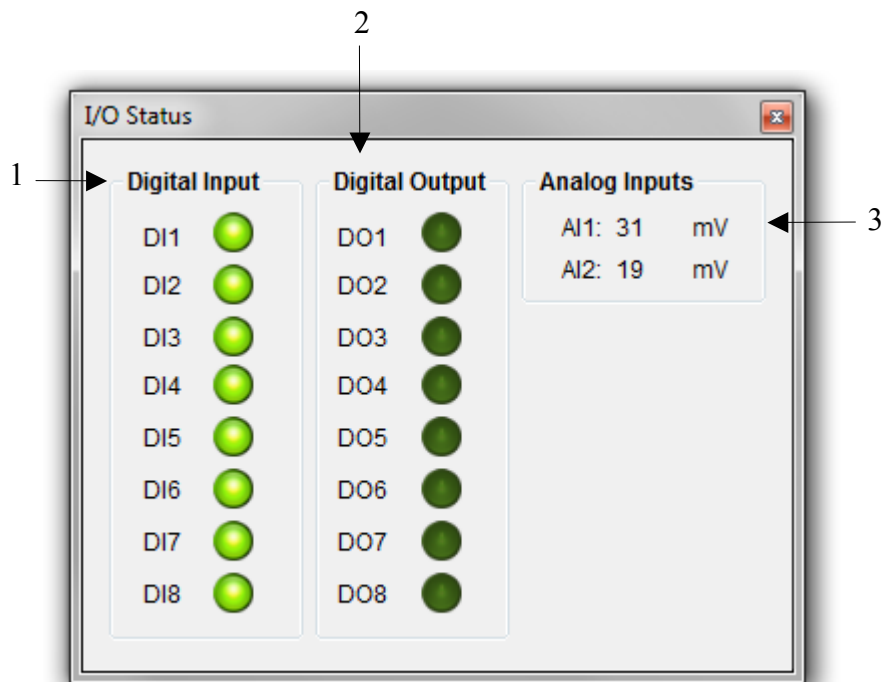 2
I/O Status
1
Digital Input
DI1
DI2
DI3
DI4
DI5
DI6
DI7
DI8
Digital Output
DO1
DO2
DO3
DO4
DO5
DO6
DO7
DO8
Analog Inputs
AI1: 31 mV
AI2: 19 mV
3